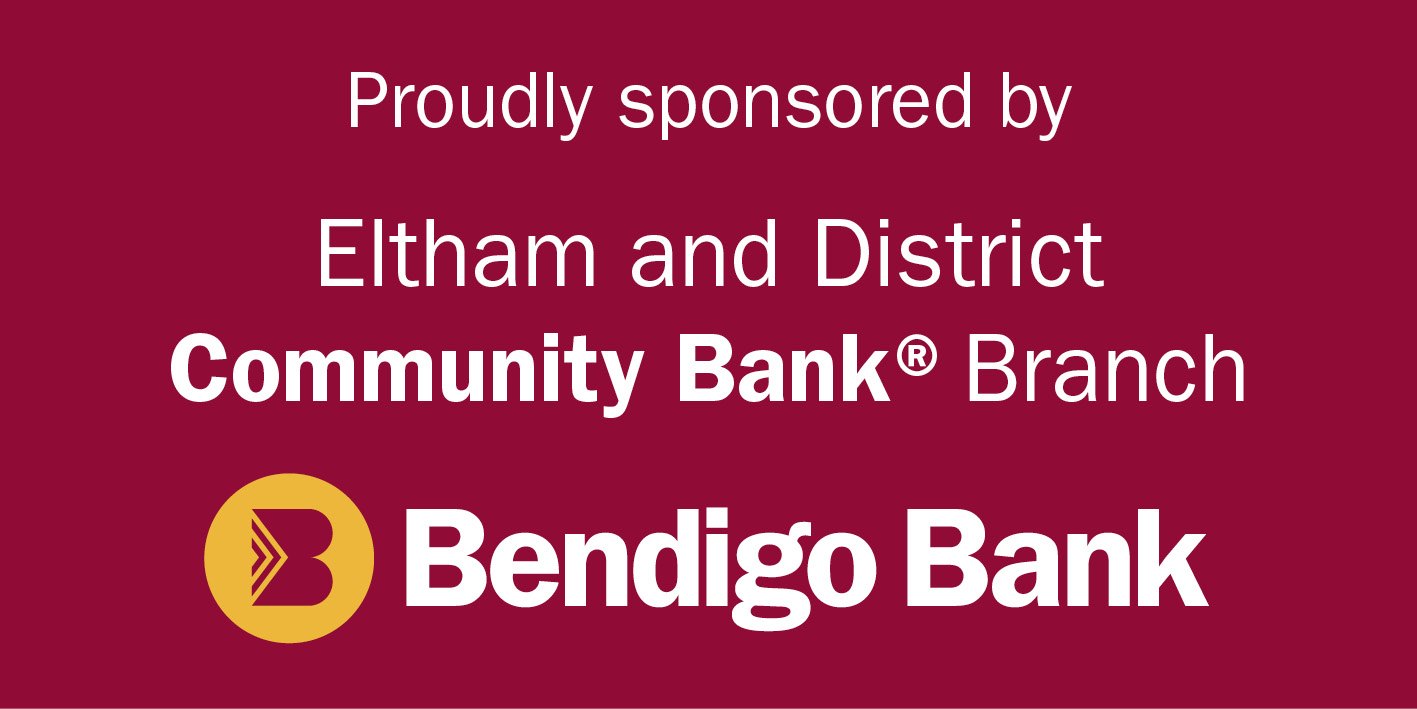 Proudly sponsored by
Eltham and District
Community Bank® Branch
Bendigo Bank